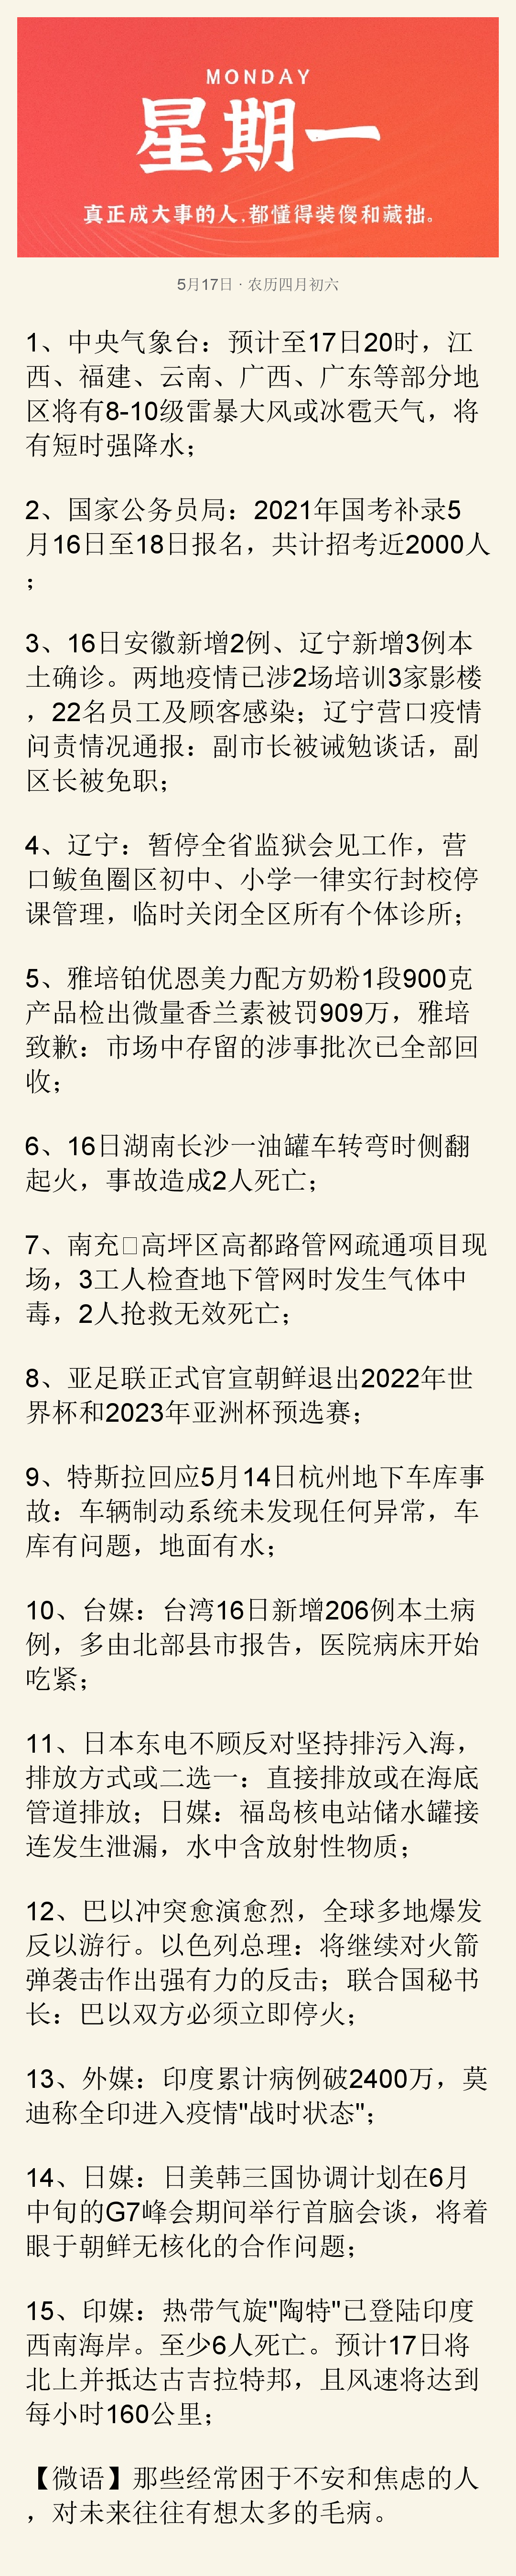 MONDAY
星期一
真正成大事的人,都懂得装傻和藏拙。
5月17日 · 农历四月初六
1、中央气象台：预计至17日20时，江
西、福建、云南、广西、广东等部分地
区将有8-10级雷暴大风或冰雹天气，将
有短时强降水；
2、国家公务员局：2021年国考补录5
月16日至18日报名，共计招考近2000人
；
3、16日安徽新增2例、辽宁新增3例本
土确诊。两地疫情已涉2场培训3家影楼
，22名员工及顾客感染；辽宁营口疫情
问责情况通报：副市长被诫勉谈话，副
区长被免职；
4、辽宁：暂停全省监狱会见工作，营
口鲅鱼圈区初中、小学一律实行封校停
课管理，临时关闭全区所有个体诊所；
5、雅培铂优恩美力配方奶粉1段900克
产品检出微量香兰素被罚909万，雅培
致歉：市场中存留的涉事批次已全部回
收；
6、16日湖南长沙一油罐车转弯时侧翻
起火，事故造成2人死亡；
7、南充□高坪区高都路管网疏通项目现
场，3工人检查地下管网时发生气体中
毒，2人抢救无效死亡；
8、亚足联正式官宣朝鲜退出2022年世
界杯和2023年亚洲杯预选赛；
9、特斯拉回应5月14日杭州地下车库事
故：车辆制动系统未发现任何异常，车
库有问题，地面有水；
10、台媒：台湾16日新增206例本土病
例，多由北部县市报告，医院病床开始
吃紧；
11、日本东电不顾反对坚持排污入海，
排放方式或二选一：直接排放或在海底
管道排放；日媒：福岛核电站储水罐接
连发生泄漏，水中含放射性物质；
12、巴以冲突愈演愈烈，全球多地爆发
反以游行。以色列总理：将继续对火箭
弹袭击作出强有力的反击；联合国秘书
长：巴以双方必须立即停火；
13、外媒：印度累计病例破2400万，莫
迪称全印进入疫情"战时状态"；
14、日媒：日美韩三国协调计划在6月
中旬的G7峰会期间举行首脑会谈，将着
眼于朝鲜无核化的合作问题；
15、印媒：热带气旋"陶特"已登陆印度
西南海岸。至少6人死亡。预计17日将
北上并抵达古吉拉特邦，且风速将达到
每小时160公里；
【微语】那些经常困于不安和焦虑的人
，对未来往往有想太多的毛病。